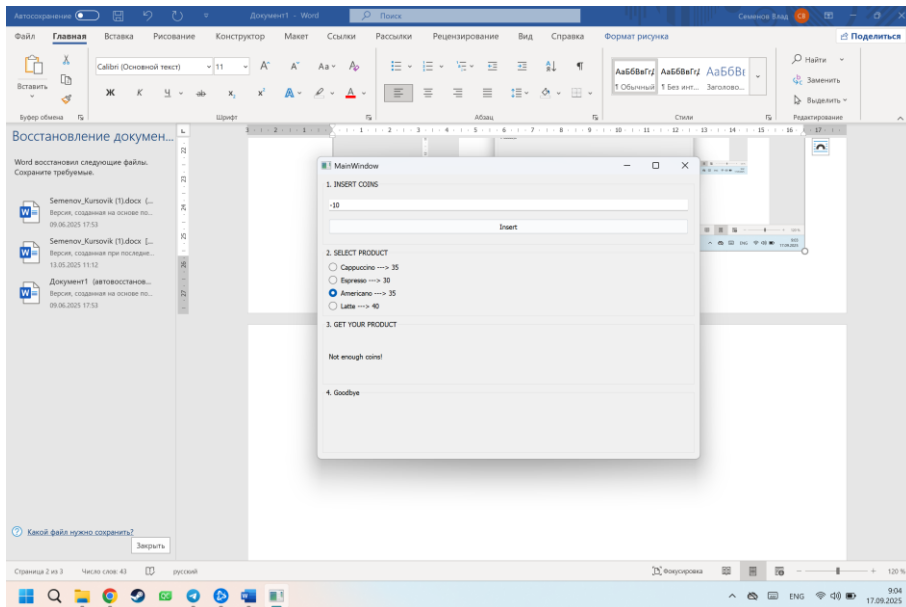 Автосохранение
Документ1 - Word
Поиск
Семенов Влад
СВ
Файл Главная Вставка Рисование Конструктор Макет Ссылки Рассылки Рецензирование Вид Справка Формат рисунка Поделиться
Вставить
Calibri (Основной текст) 11
Ж К Ч ab x x²
АаБбВвГг АаБбВвГг АаБбВі
¶ Обычный ¶ Без инт... Заголово...
Найти
Заменить
Выделить
Буфер обмена Шрифт Абзац Стили Редактирование
Восстановление докумен...
Word восстановил следующие файлы.
Сохраните требуемые.
Semenov_Kursovik (1).docx (...
Версия, созданная на основе по...
09.06.2025 17:53
Semenov_Kursovik (1).docx [...
Версия, созданная при последне...
13.05.2025 11:12
Документ1 (автовосстанов...
Версия, созданная на основе по...
09.06.2025 17:53
Какой файл нужно сохранить?
Закрыть
MainWindow
1. INSERT COINS
-10
Insert
2. SELECT PRODUCT
Cappuccino ---> 35
Espresso ---> 30
Americano ---> 35
Latte ---> 40
3. GET YOUR PRODUCT
Not enough coins!
4. Goodbye
Страница 2 из 3 Число слов: 43 русский
Фокусировка
120 %
ENG
9:04
17.09.2025